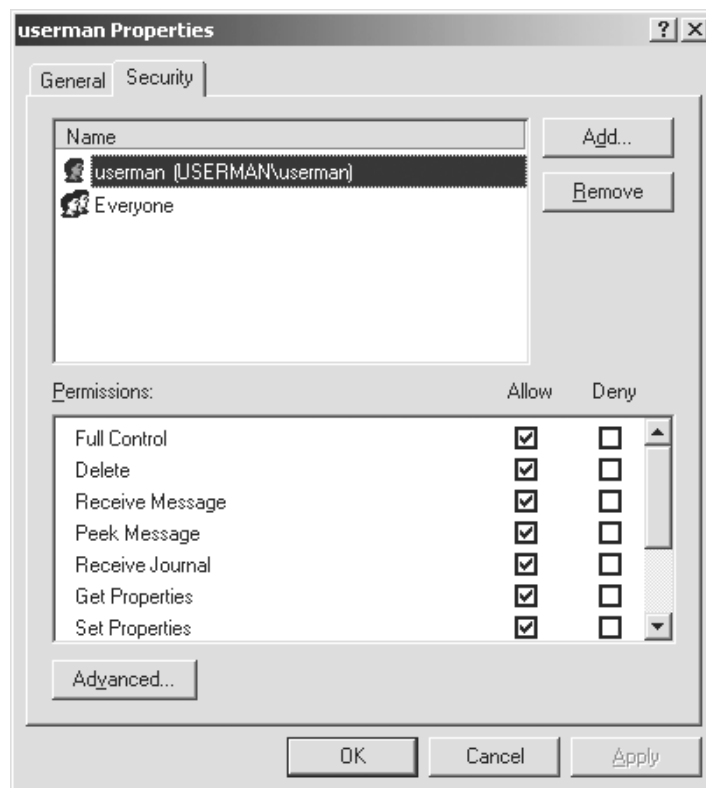 userman Properties
General Security
Name
Add...
userman (USERMAN\userman)
Remove
Everyone
Permissions: Allow Deny
Full Control
Delete
Receive Message
Peek Message
Receive Journal
Get Properties
Set Properties
Advanced...
OK Cancel Apply